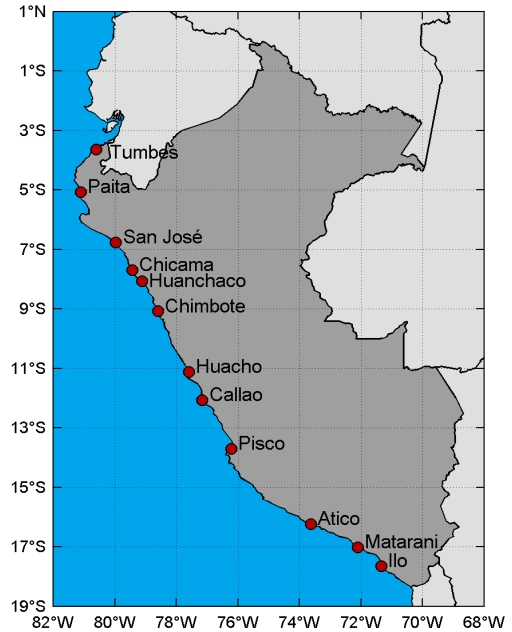 1°N
1°S
3°S
Tumbes
5°S
Paita
San José
7°S
Chicama
Huanchaco
9°S
Chimbote
11°S
Huacho
Callao
13°S
Pisco
15°S
Atico
17°S
Matarani
Ilo
19°S
82°W 80°W 78°W 76°W 74°W 72°W 70°W 68°W